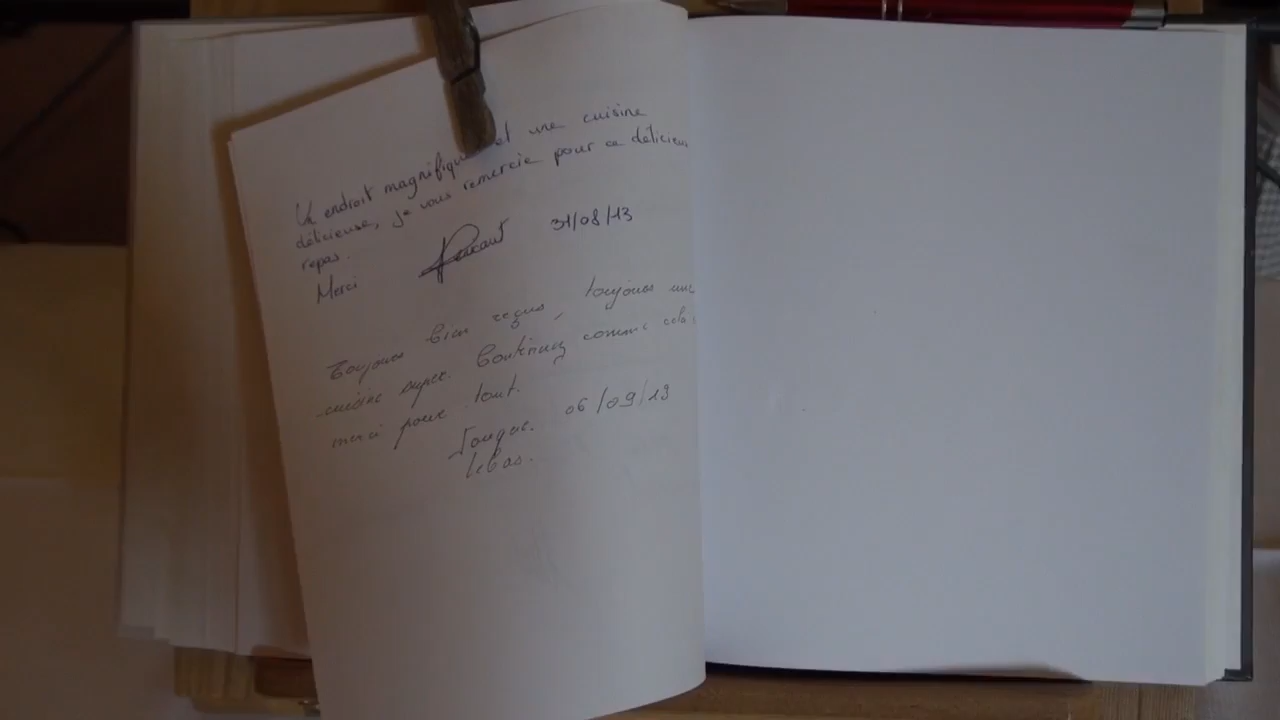 Un endroit magnifique et une cuisine
délicieuse, je vous remercie pour ce délicieux
repas.
Merci 31/08/13
Toujours bien reçus, toujours une
cuisine super. Continuez comme cela.
merci pour tout.
06/09/13
Lebas.